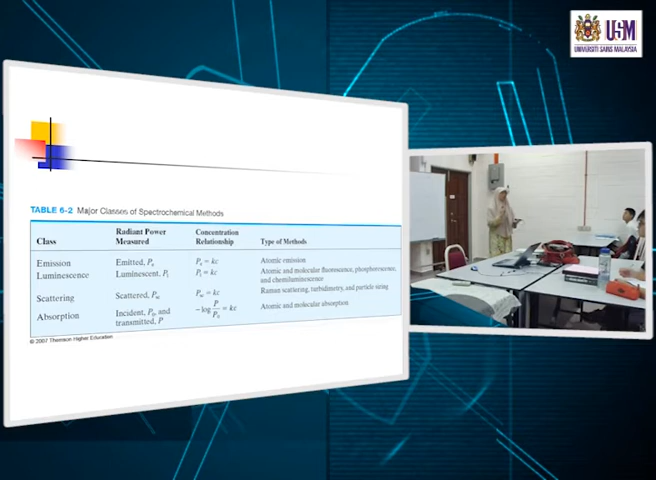 USM
UNIVERSITI SAINS MALAYSIA
TABLE 6-2 Major Classes of Spectrochemical Methods
Class Radiant Power Measured Concentration Relationship Type of Methods
Emission Emitted, Pₑ Pₑ = kc Atomic emission
Luminescence Luminescent, Pₗ Pₗ = kc Atomic and molecular fluorescence, phosphorescence, and chemiluminescence
Scattering Scattered, Pₛc Pₛc = kc Raman scattering, turbidimetry, and particle sizing
Absorption Incident, P₀, and transmitted, P −log P/P₀ = kc Atomic and molecular absorption
© 2007 Thomson Higher Education